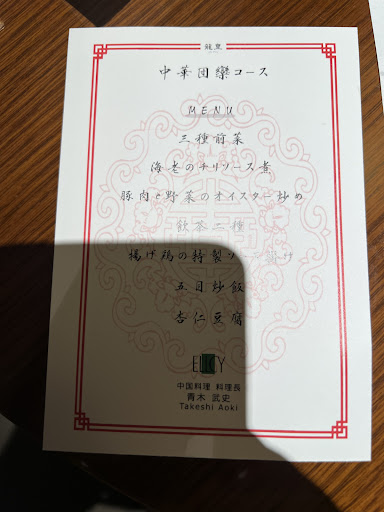 龍皇
中華団欒コース
MENU
三種前菜
海老のチリソース煮
豚肉と野菜のオイスター炒め
飲茶二種
揚げ鶏の特製ソース掛け
五目炒飯
杏仁豆腐
中国料理 料理長
青木 武史
Takeshi Aoki